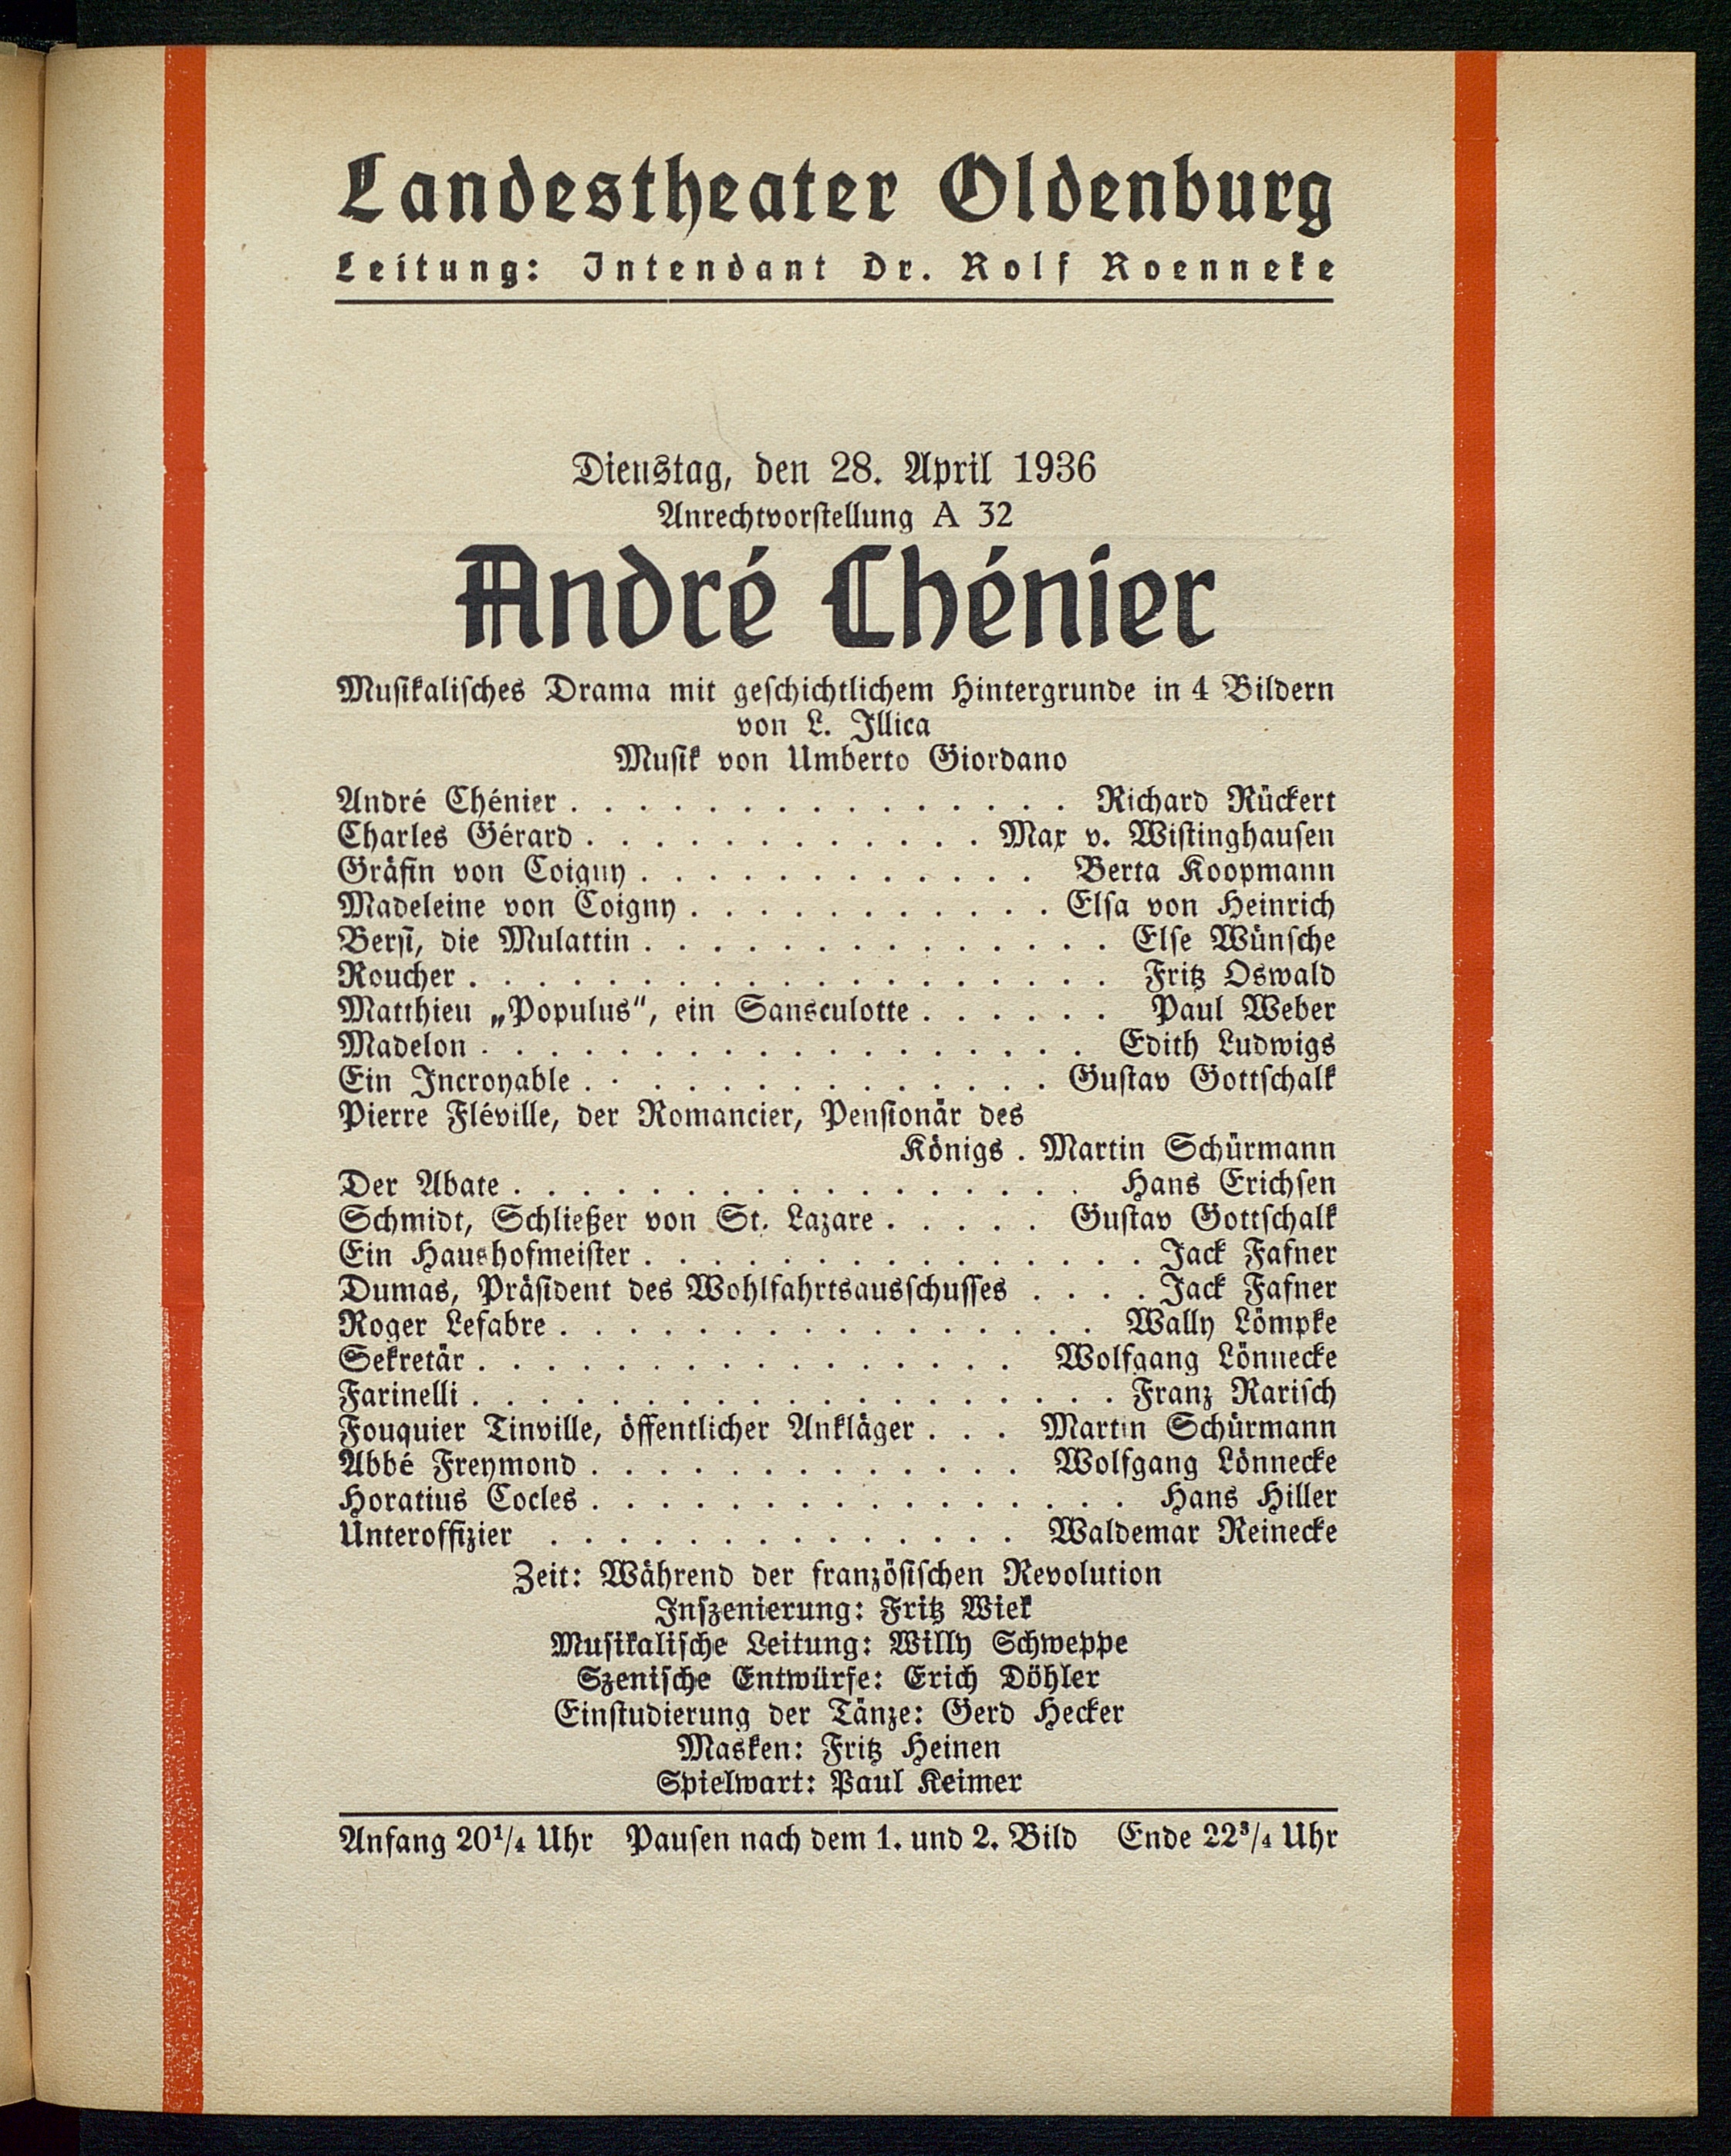 Landestheater Oldenburg
Leitung: Intendant Dr. Rolf Roenneke
Dienstag, den 28. April 1936
Anrechtvorstellung A 32
André Chénier
Musikalisches Drama mit geschichtlichem Hintergrunde in 4 Bildern
von L. Illica
Musik von Umberto Giordano
André Chénier . . . . . . . . . . . . . . . Richard Rückert
Charles Gérard . . . . . . . . . . . . Max v. Wistinghausen
Gräfin von Coigny . . . . . . . . . . . . Berta Koopmann
Madeleine von Coigny . . . . . . . . . . . Elsa von Heinrich
Bersi, die Mulattin . . . . . . . . . . . . . . Else Wünsche
Roucher . . . . . . . . . . . . . . . . . . . Fritz Oswald
Matthieu „Populus“, ein Sansculotte . . . . . . Paul Weber
Madelon . . . . . . . . . . . . . . . . . . Edith Ludwigs
Ein Incroyable . . . . . . . . . . . . . . Gustav Gottschalk
Pierre Fléville, der Romancier, Pensionär des
Königs . Martin Schürmann
Der Abate . . . . . . . . . . . . . . . . . Hans Erichsen
Schmidt, Schließer von St. Lazare . . . . . Gustav Gottschalk
Ein Haushofmeister . . . . . . . . . . . . . . . Jack Fafner
Dumas, Präsident des Wohlfahrtsausschusses . . . . Jack Fafner
Roger Lefabre . . . . . . . . . . . . . . . . Wally Lömpke
Sekretär . . . . . . . . . . . . . . . . Wolfgang Lönnecke
Farinelli . . . . . . . . . . . . . . . . . . . Franz Rarisch
Fouquier Tinville, öffentlicher Ankläger . . . Martin Schürmann
Abbé Freymond . . . . . . . . . . . . . Wolfgang Lönnecke
Horatius Cocles . . . . . . . . . . . . . . . . Hans Hiller
Unteroffizier . . . . . . . . . . . . . . Waldemar Reinecke
Zeit: Während der französischen Revolution
Inszenierung: Fritz Wiek
Musikalische Leitung: Willy Schweppe
Szenische Entwürfe: Erich Döhler
Einstudierung der Tänze: Gerd Hecker
Masken: Fritz Heinen
Spielwart: Paul Keimer
Anfang 20¹/₄ Uhr Pausen nach dem 1. und 2. Bild Ende 22³/₄ Uhr